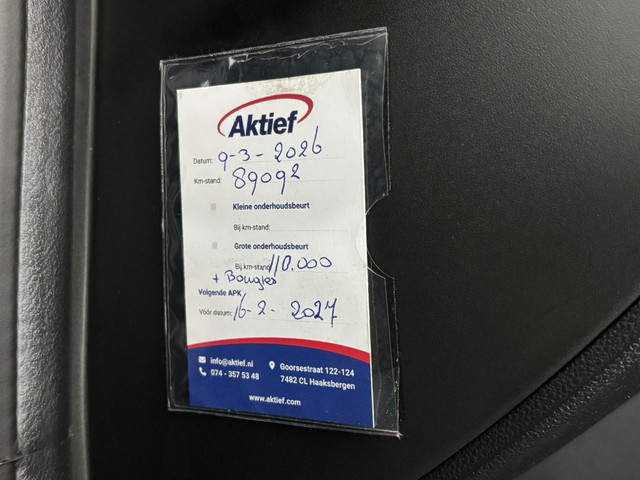 Aktief
Datum: 9-3-2026
Km-stand: 89092
Kleine onderhoudsbeurt
Bij km-stand:
Grote onderhoudsbeurt
Bij km-stand 110.000
+ Bougies
Volgende APK
Vóór datum: 16-2-2027
info@aktief.nl
074 - 357 53 48
Goorsestraat 122-124
7482 CL Haaksbergen
www.aktief.com